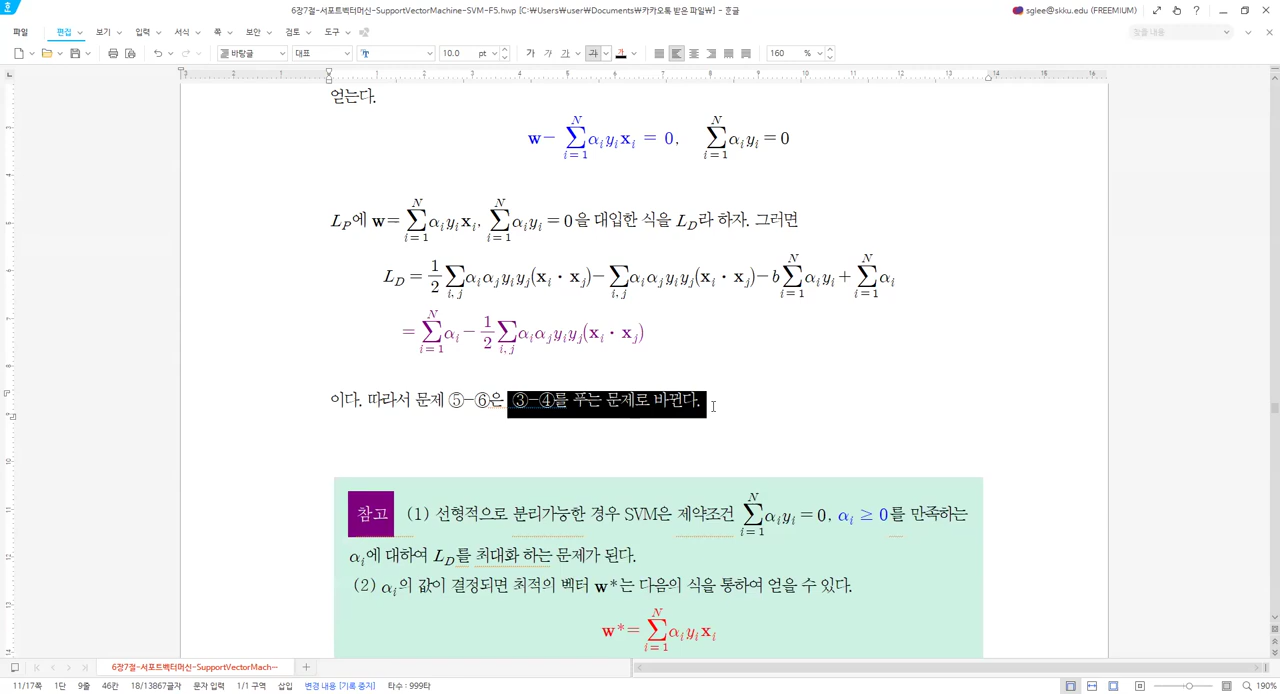 6장7절-서포트벡터머신-SupportVectorMachine-SVM-F5.hwp [C:₩Users₩user₩Documents₩카카오톡 받은 파일₩] - 훈글
sglee@skku.edu (FREEMIUM)
파일 편집 보기 입력 서식 쪽 보안 검토 도구
찾을 내용
바탕글 대표 10.0 pt 가 가 가 가 가 160 %
얻는다.
w− ∑_{i=1}^{N} α_i y_i x_i = 0, ∑_{i=1}^{N} α_i y_i = 0
L_P에 w= ∑_{i=1}^{N} α_i y_i x_i, ∑_{i=1}^{N} α_i y_i = 0을 대입한 식을 L_D라 하자. 그러면
L_D = 1/2 ∑_{i,j} α_i α_j y_i y_j (x_i · x_j) − ∑_{i,j} α_i α_j y_i y_j (x_i · x_j) − b ∑_{i=1}^{N} α_i y_i + ∑_{i=1}^{N} α_i
= ∑_{i=1}^{N} α_i − 1/2 ∑_{i,j} α_i α_j y_i y_j (x_i · x_j)
이다. 따라서 문제 ⑤−⑥은 ③−④를 푸는 문제로 바뀐다.
참고 (1) 선형적으로 분리가능한 경우 SVM은 제약조건 ∑_{i=1}^{N} α_i y_i = 0, α_i ≥ 0를 만족하는
α_i에 대하여 L_D를 최대화 하는 문제가 된다.
(2) α_i의 값이 결정되면 최적의 벡터 w*는 다음의 식을 통하여 얻을 수 있다.
w*= ∑_{i=1}^{N} α_i y_i x_i
6장7절-서포트벡터머신-SupportVectorMach⋯
11/17쪽 1단 9줄 46칸 18/13867글자 문자 입력 1/1 구역 삽입 변경 내용 [기록 중지] 타수 : 999타 190%